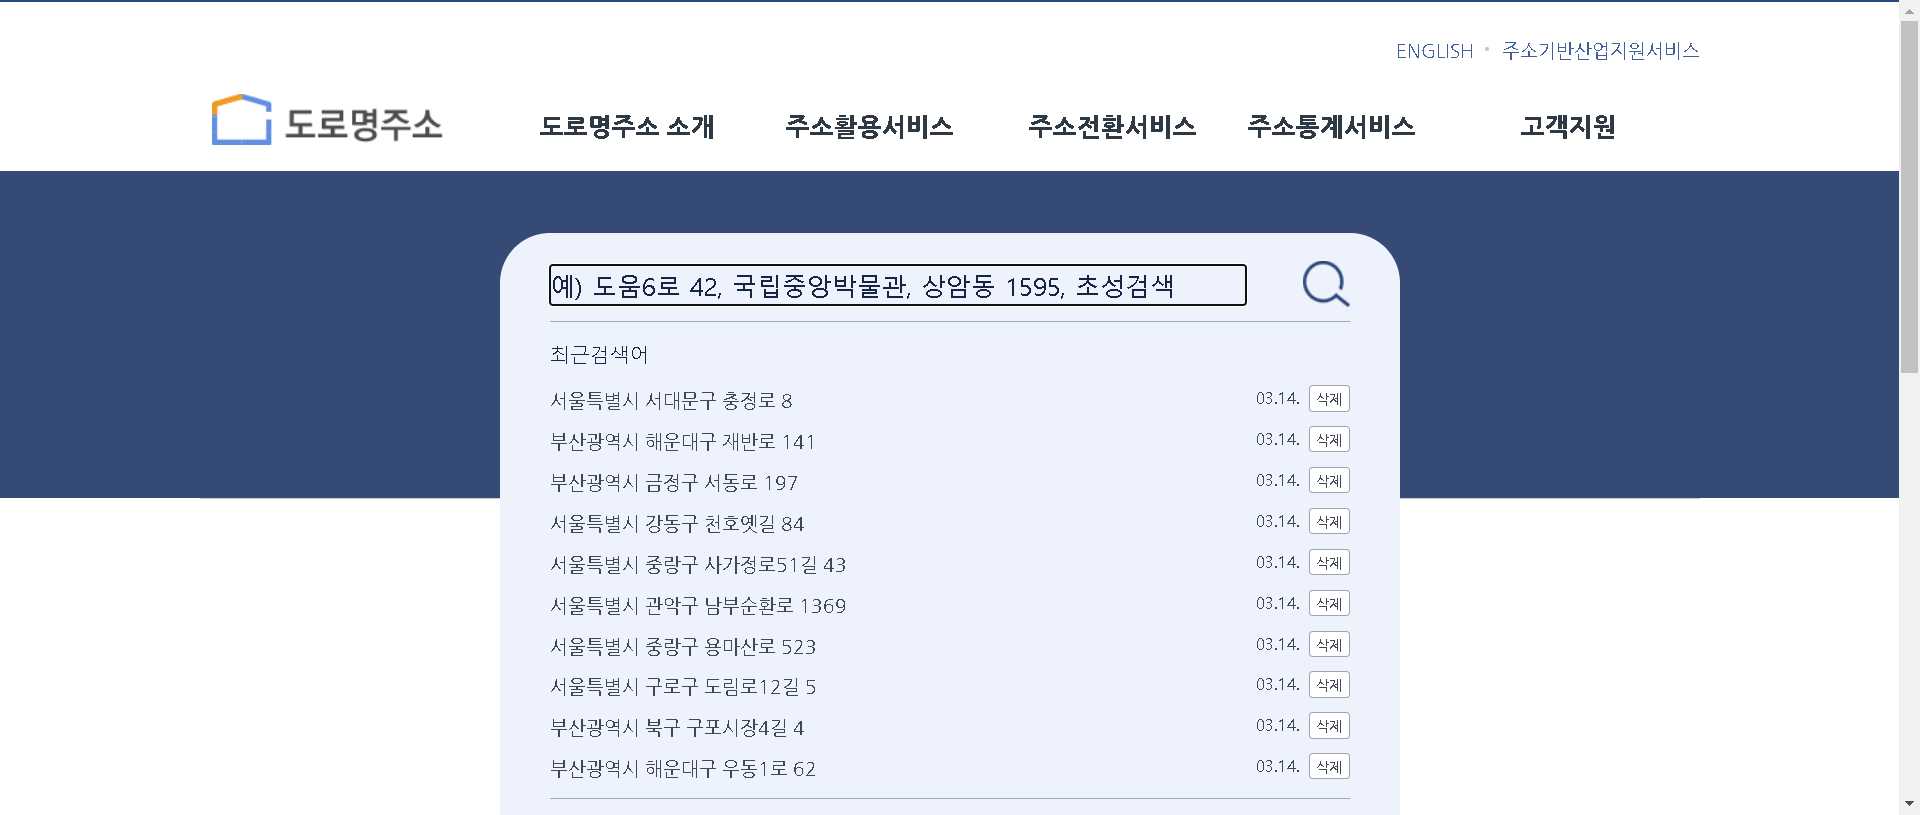 ENGLISH • 주소기반산업지원서비스
도로명주소 도로명주소 소개 주소활용서비스 주소전환서비스 주소통계서비스 고객지원
예) 도움6로 42, 국립중앙박물관, 상암동 1595, 초성검색
최근검색어
서울특별시 서대문구 충정로 8 03.14. 삭제
부산광역시 해운대구 재반로 141 03.14. 삭제
부산광역시 금정구 서동로 197 03.14. 삭제
서울특별시 강동구 천호옛길 84 03.14. 삭제
서울특별시 중랑구 사가정로51길 43 03.14. 삭제
서울특별시 관악구 남부순환로 1369 03.14. 삭제
서울특별시 중랑구 용마산로 523 03.14. 삭제
서울특별시 구로구 도림로12길 5 03.14. 삭제
부산광역시 북구 구포시장4길 4 03.14. 삭제
부산광역시 해운대구 우동1로 62 03.14. 삭제